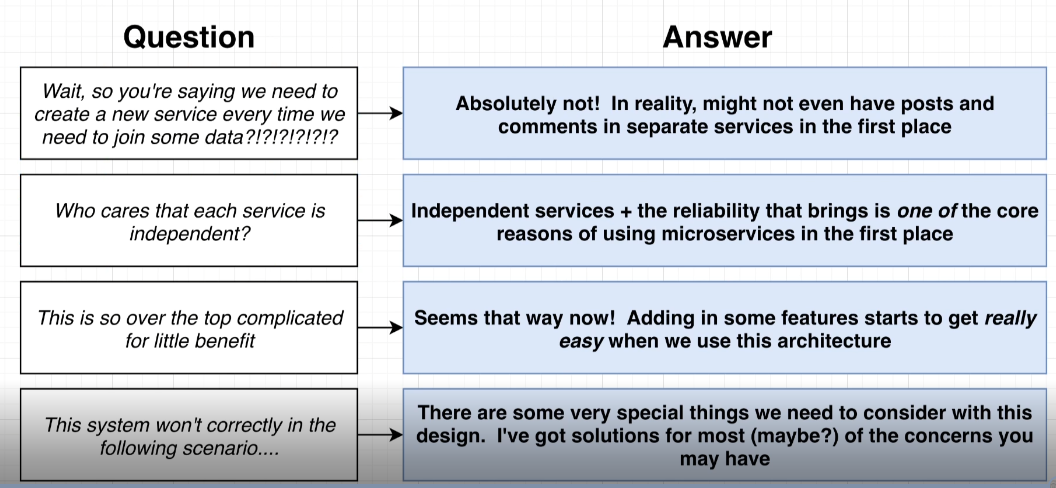 Question
Answer
Wait, so you're saying we need to
create a new service every time we
need to join some data?!?!?!?!?!?
Absolutely not!  In reality, might not even have posts and
comments in separate services in the first place
Who cares that each service is
independent?
Independent services + the reliability that brings is one of the core
reasons of using microservices in the first place
This is so over the top complicated
for little benefit
Seems that way now!  Adding in some features starts to get really
easy when we use this architecture
This system won't correctly in the
following scenario....
There are some very special things we need to consider with this
design.  I've got solutions for most (maybe?) of the concerns you
may have